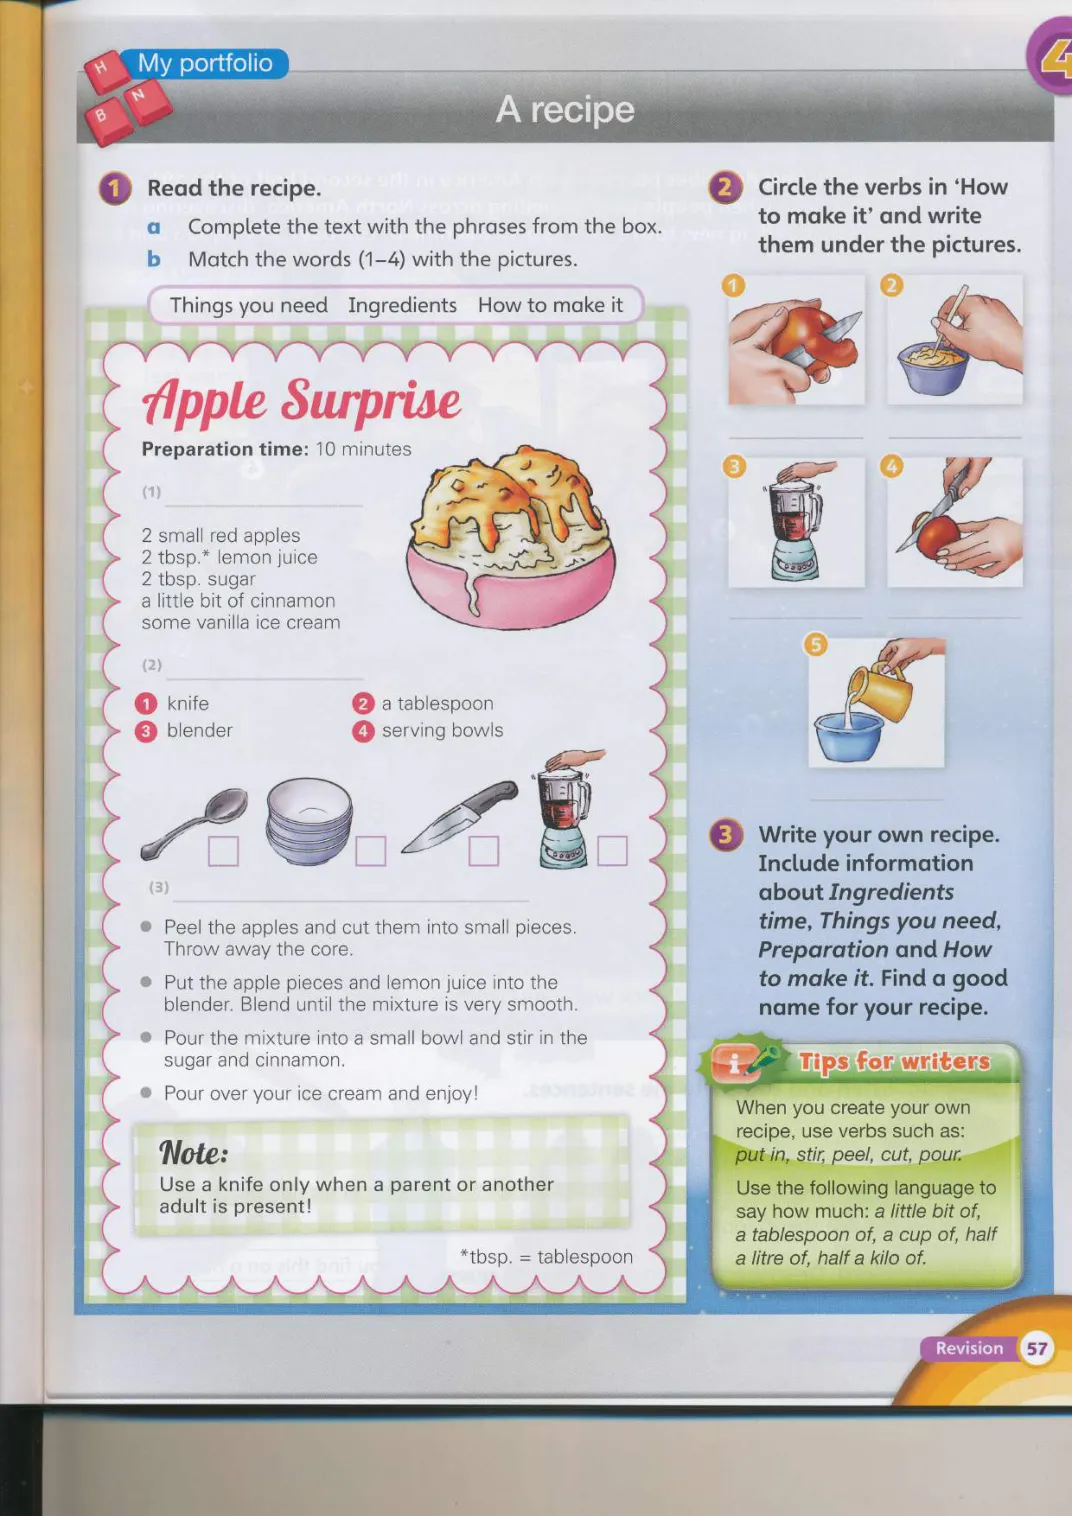 H
N
B
My portfolio
4
A recipe
1 Read the recipe.
a Complete the text with the phrases from the box.
b Match the words (1–4) with the pictures.
Things you need Ingredients How to make it
Apple Surprise
Preparation time: 10 minutes
(1)
2 small red apples
2 tbsp.* lemon juice
2 tbsp. sugar
a little bit of cinnamon
some vanilla ice cream
(2)
1 knife 2 a tablespoon
3 blender 4 serving bowls
(3)
• Peel the apples and cut them into small pieces.
Throw away the core.
• Put the apple pieces and lemon juice into the
blender. Blend until the mixture is very smooth.
• Pour the mixture into a small bowl and stir in the
sugar and cinnamon.
• Pour over your ice cream and enjoy!
Note:
Use a knife only when a parent or another
adult is present!
*tbsp. = tablespoon
2 Circle the verbs in ‘How
to make it’ and write
them under the pictures.
1 2
3 4
5
3 Write your own recipe.
Include information
about Ingredients
time, Things you need,
Preparation and How
to make it. Find a good
name for your recipe.
i Tips for writers
When you create your own
recipe, use verbs such as:
put in, stir, peel, cut, pour.
Use the following language to
say how much: a little bit of,
a tablespoon of, a cup of, half
a litre of, half a kilo of.
Revision 57